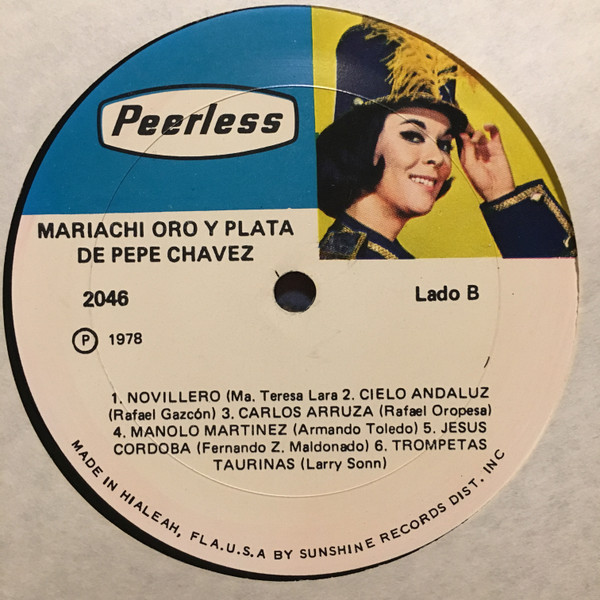 Peerless
MARIACHI ORO Y PLATA
DE PEPE CHAVEZ
2046
Lado B
P 1978
1. NOVILLERO (Ma. Teresa Lara 2. CIELO ANDALUZ
(Rafael Gazcón) 3. CARLOS ARRUZA (Rafael Oropesa)
4. MANOLO MARTINEZ (Armando Toledo) 5. JESUS
CORDOBA (Fernando Z. Maldonado) 6. TROMPETAS
TAURINAS (Larry Sonn)
MADE IN HIALEAH, FLA.U.S.A BY SUNSHINE RECORDS DIST. INC